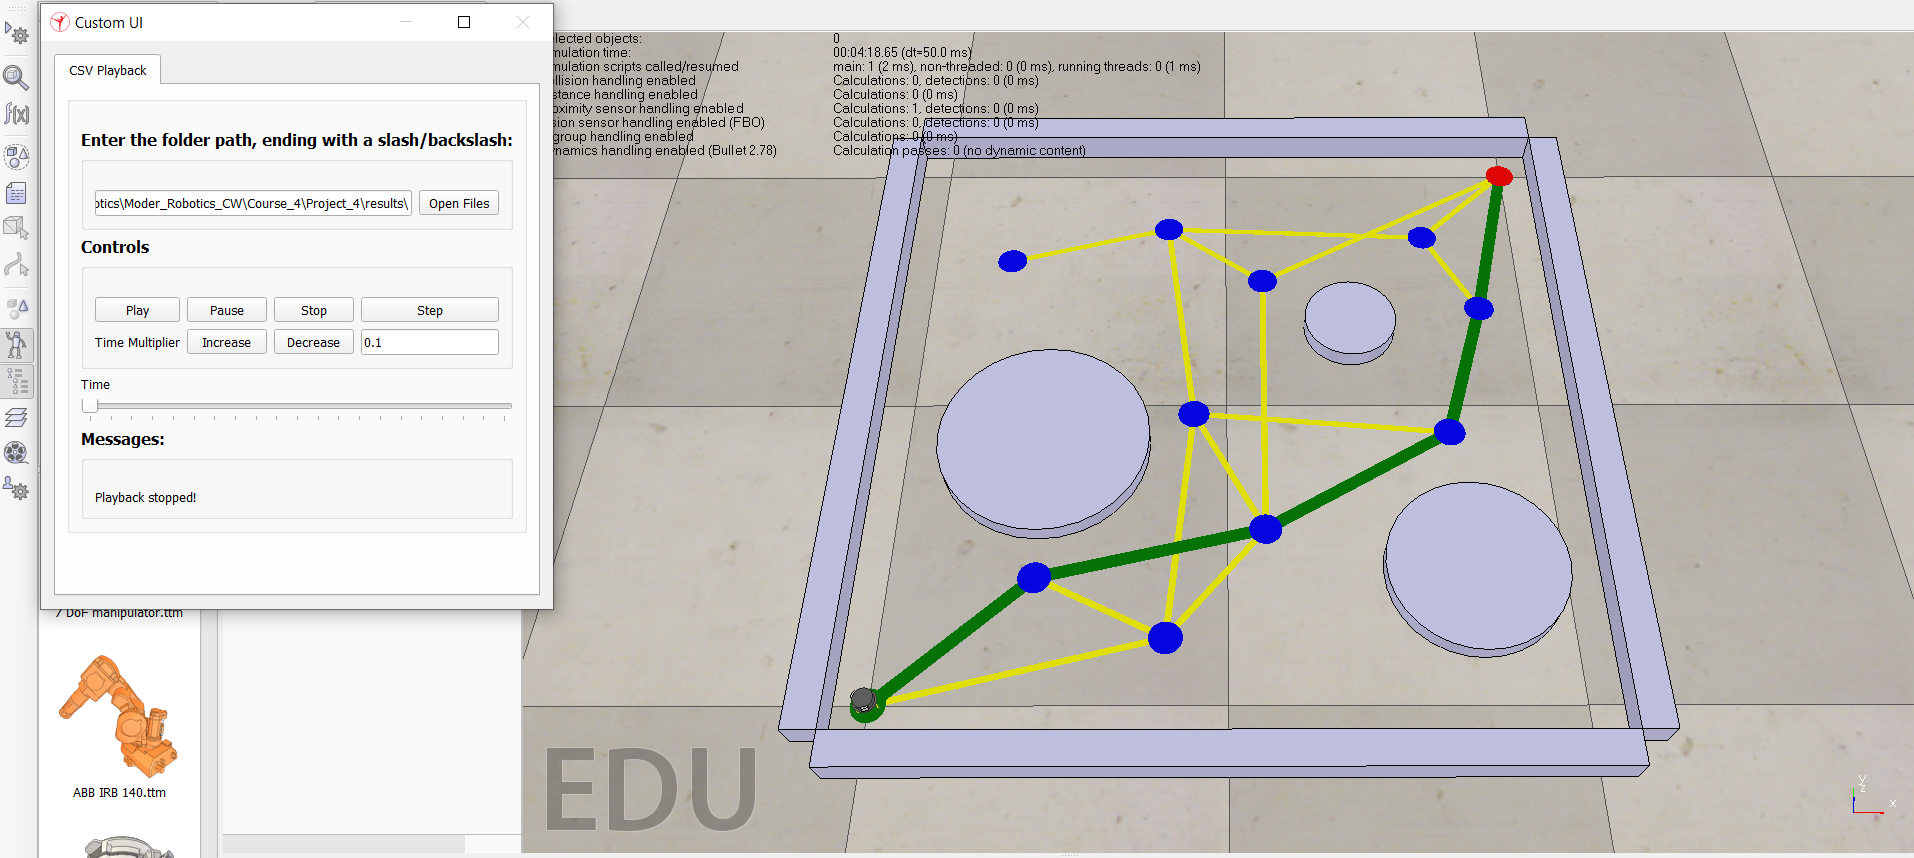 Custom UI
CSV Playback
Enter the folder path, ending with a slash/backslash:
otics\Moder_Robotics_CW\Course_4\Project_4\results\
Open Files
Controls
Play
Pause
Stop
Step
Time Multiplier
Increase
Decrease
0.1
Time
Messages:
Playback stopped!
7 DoF manipulator.ttm
ABB IRB 140.ttm
elected objects: 0
mulation time: 00:04:18.65 (dt=50.0 ms)
mulation scripts called/resumed main: 1 (2 ms), non-threaded: 0 (0 ms), running threads: 0 (1 ms)
llision handling enabled Calculations: 0, detections: 0 (0 ms)
stance handling enabled Calculations: 0 (0 ms)
oximity sensor handling enabled Calculations: 1, detections: 0 (0 ms)
sion sensor handling enabled (FBO) Calculations: 0, detections: 0 (0 ms)
group handling enabled Calculations: 0 (0 ms)
namics handling enabled (Bullet 2.78) Calculation passes: 0 (no dynamic content)
f(x)
EDU
y
z
x